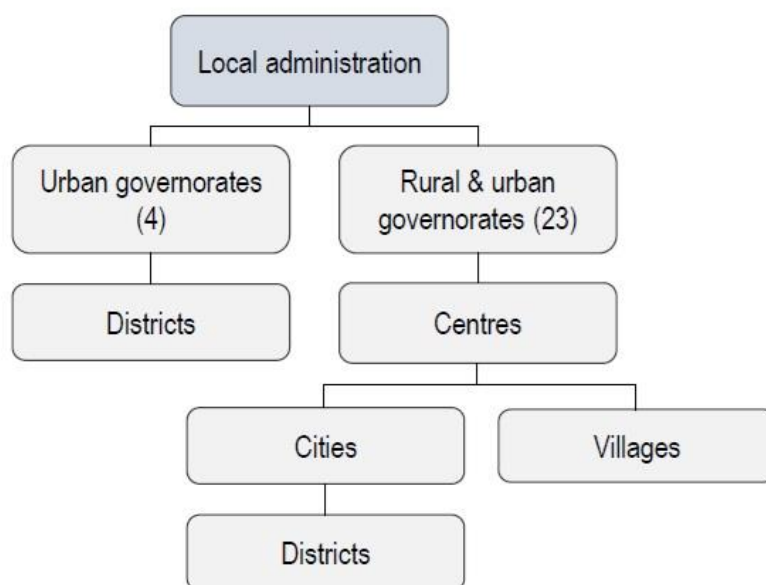 Local administration
Urban governorates
(4)
Rural & urban
governorates (23)
Districts
Centres
Cities
Villages
Districts